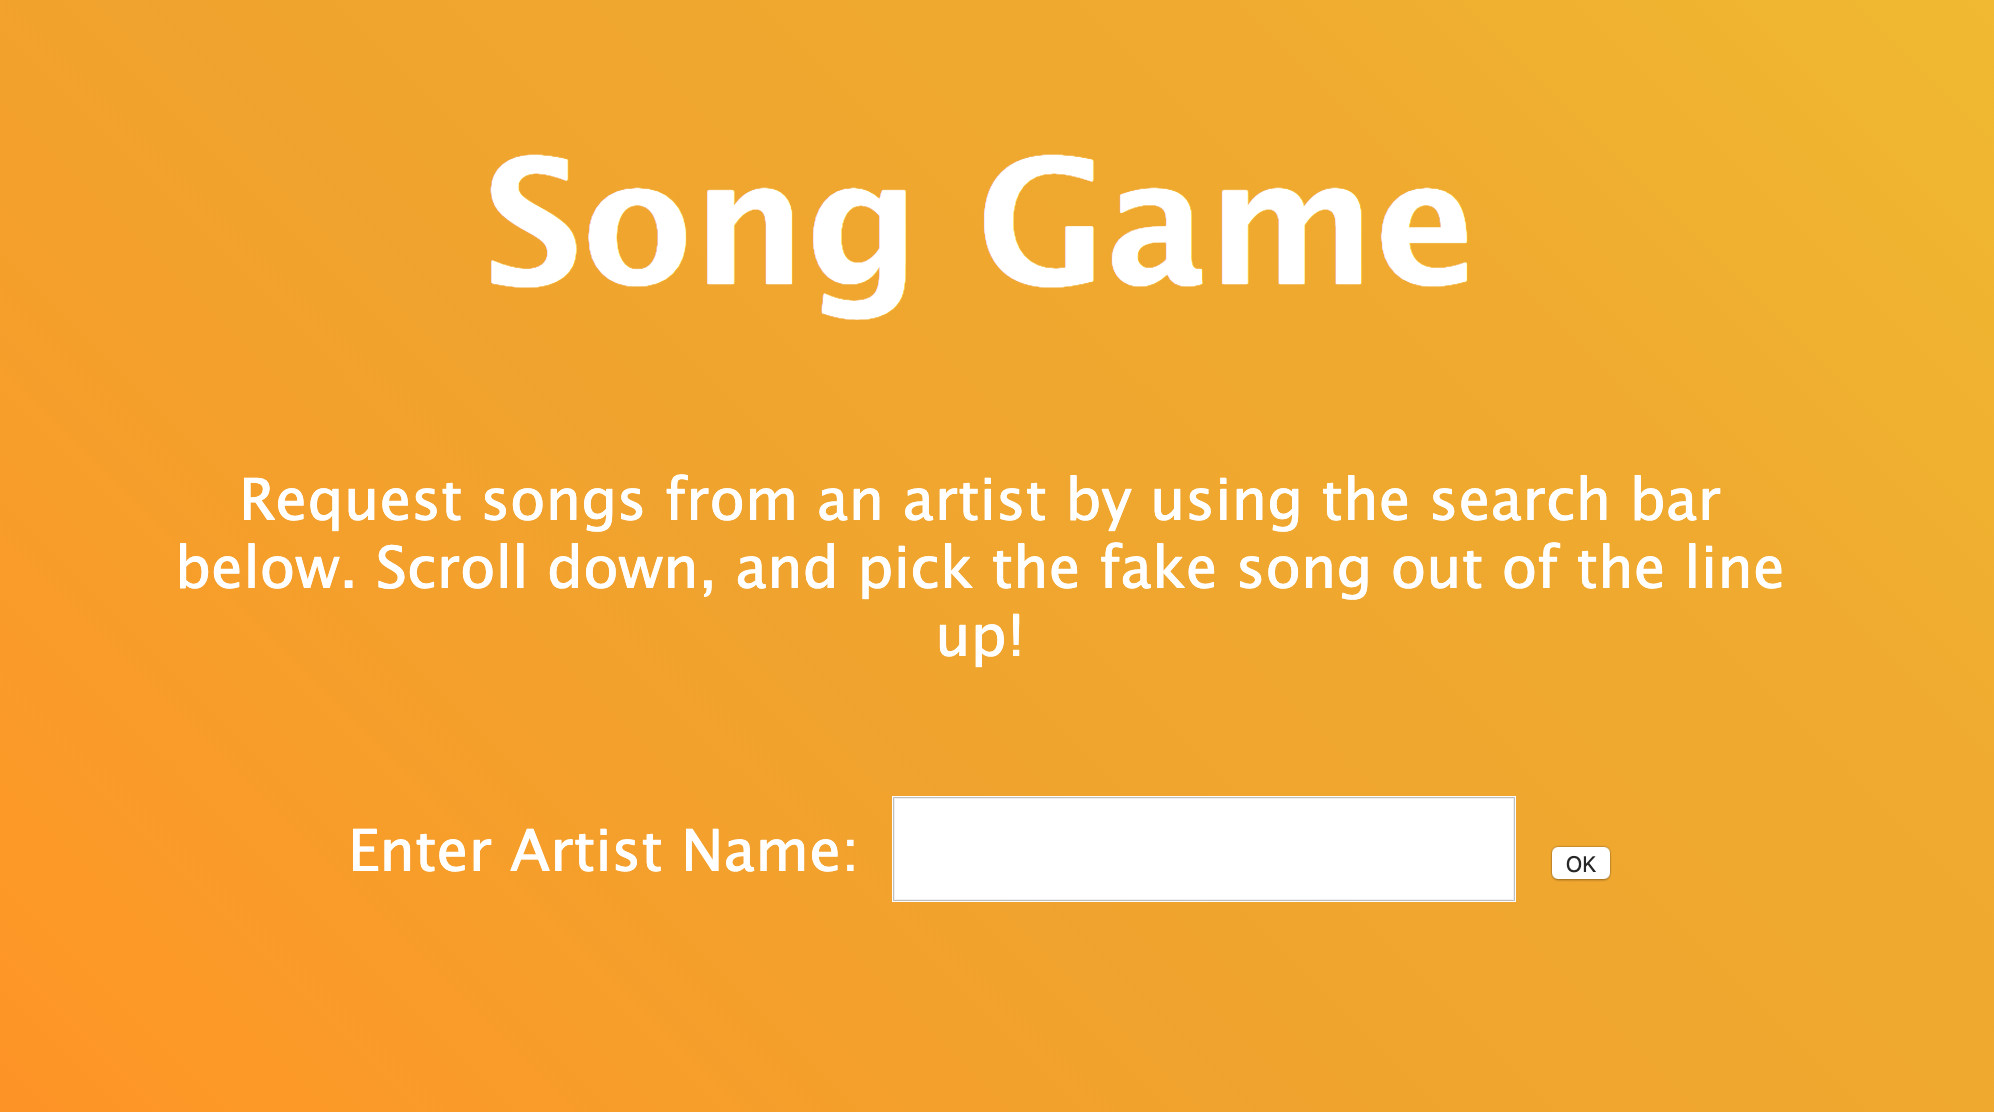 Song Game
Request songs from an artist by using the search bar
below. Scroll down, and pick the fake song out of the line
up!
Enter Artist Name:
OK